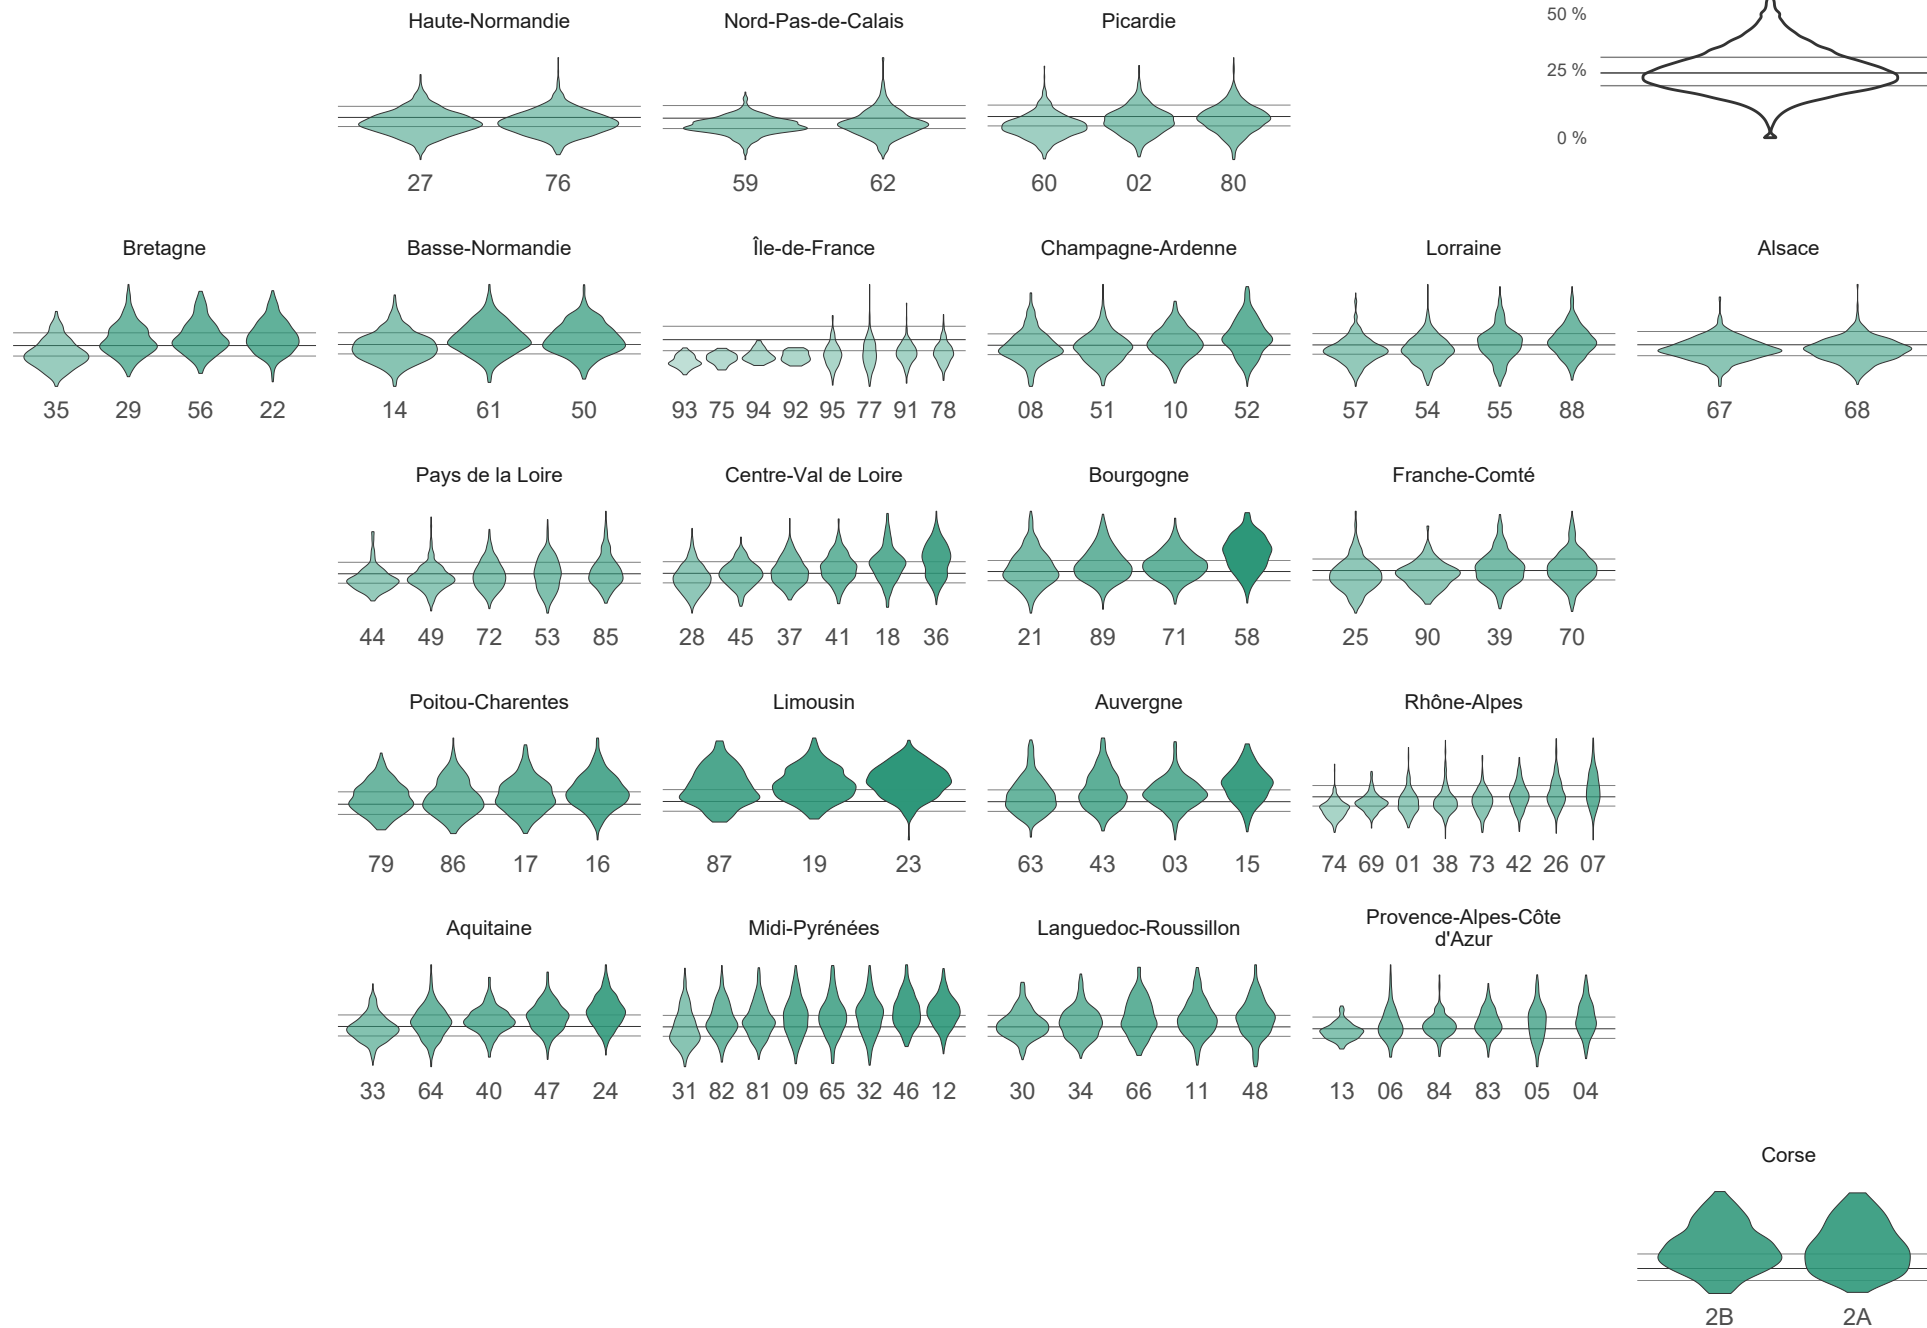 50 %
Haute-Normandie Nord-Pas-de-Calais Picardie
25 %
0 %
27 76 59 62 60 02 80
Bretagne Basse-Normandie Île-de-France Champagne-Ardenne Lorraine Alsace
35 29 56 22 14 61 50 93 75 94 92 95 77 91 78 08 51 10 52 57 54 55 88 67 68
Pays de la Loire Centre-Val de Loire Bourgogne Franche-Comté
44 49 72 53 85 28 45 37 41 18 36 21 89 71 58 25 90 39 70
Poitou-Charentes Limousin Auvergne Rhône-Alpes
79 86 17 16 87 19 23 63 43 03 15 74 69 01 38 73 42 26 07
Aquitaine Midi-Pyrénées Languedoc-Roussillon Provence-Alpes-Côte
d'Azur
33 64 40 47 24 31 82 81 09 65 32 46 12 30 34 66 11 48 13 06 84 83 05 04
Corse
2B 2A